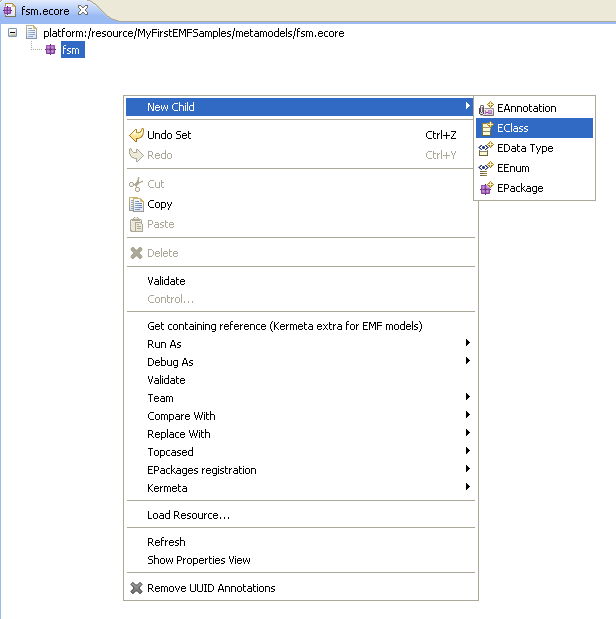 fsm.ecore
platform:/resource/MyFirstEMFSamples/metamodels/fsm.ecore
fsm
New Child
EAnnotation
EClass
EData Type
EEnum
EPackage
Undo Set Ctrl+Z
Redo Ctrl+Y
Cut
Copy
Paste
Delete
Validate
Control...
Get containing reference (Kermeta extra for EMF models)
Run As
Debug As
Validate
Team
Compare With
Replace With
Topcased
EPackages registration
Kermeta
Load Resource...
Refresh
Show Properties View
Remove UUID Annotations